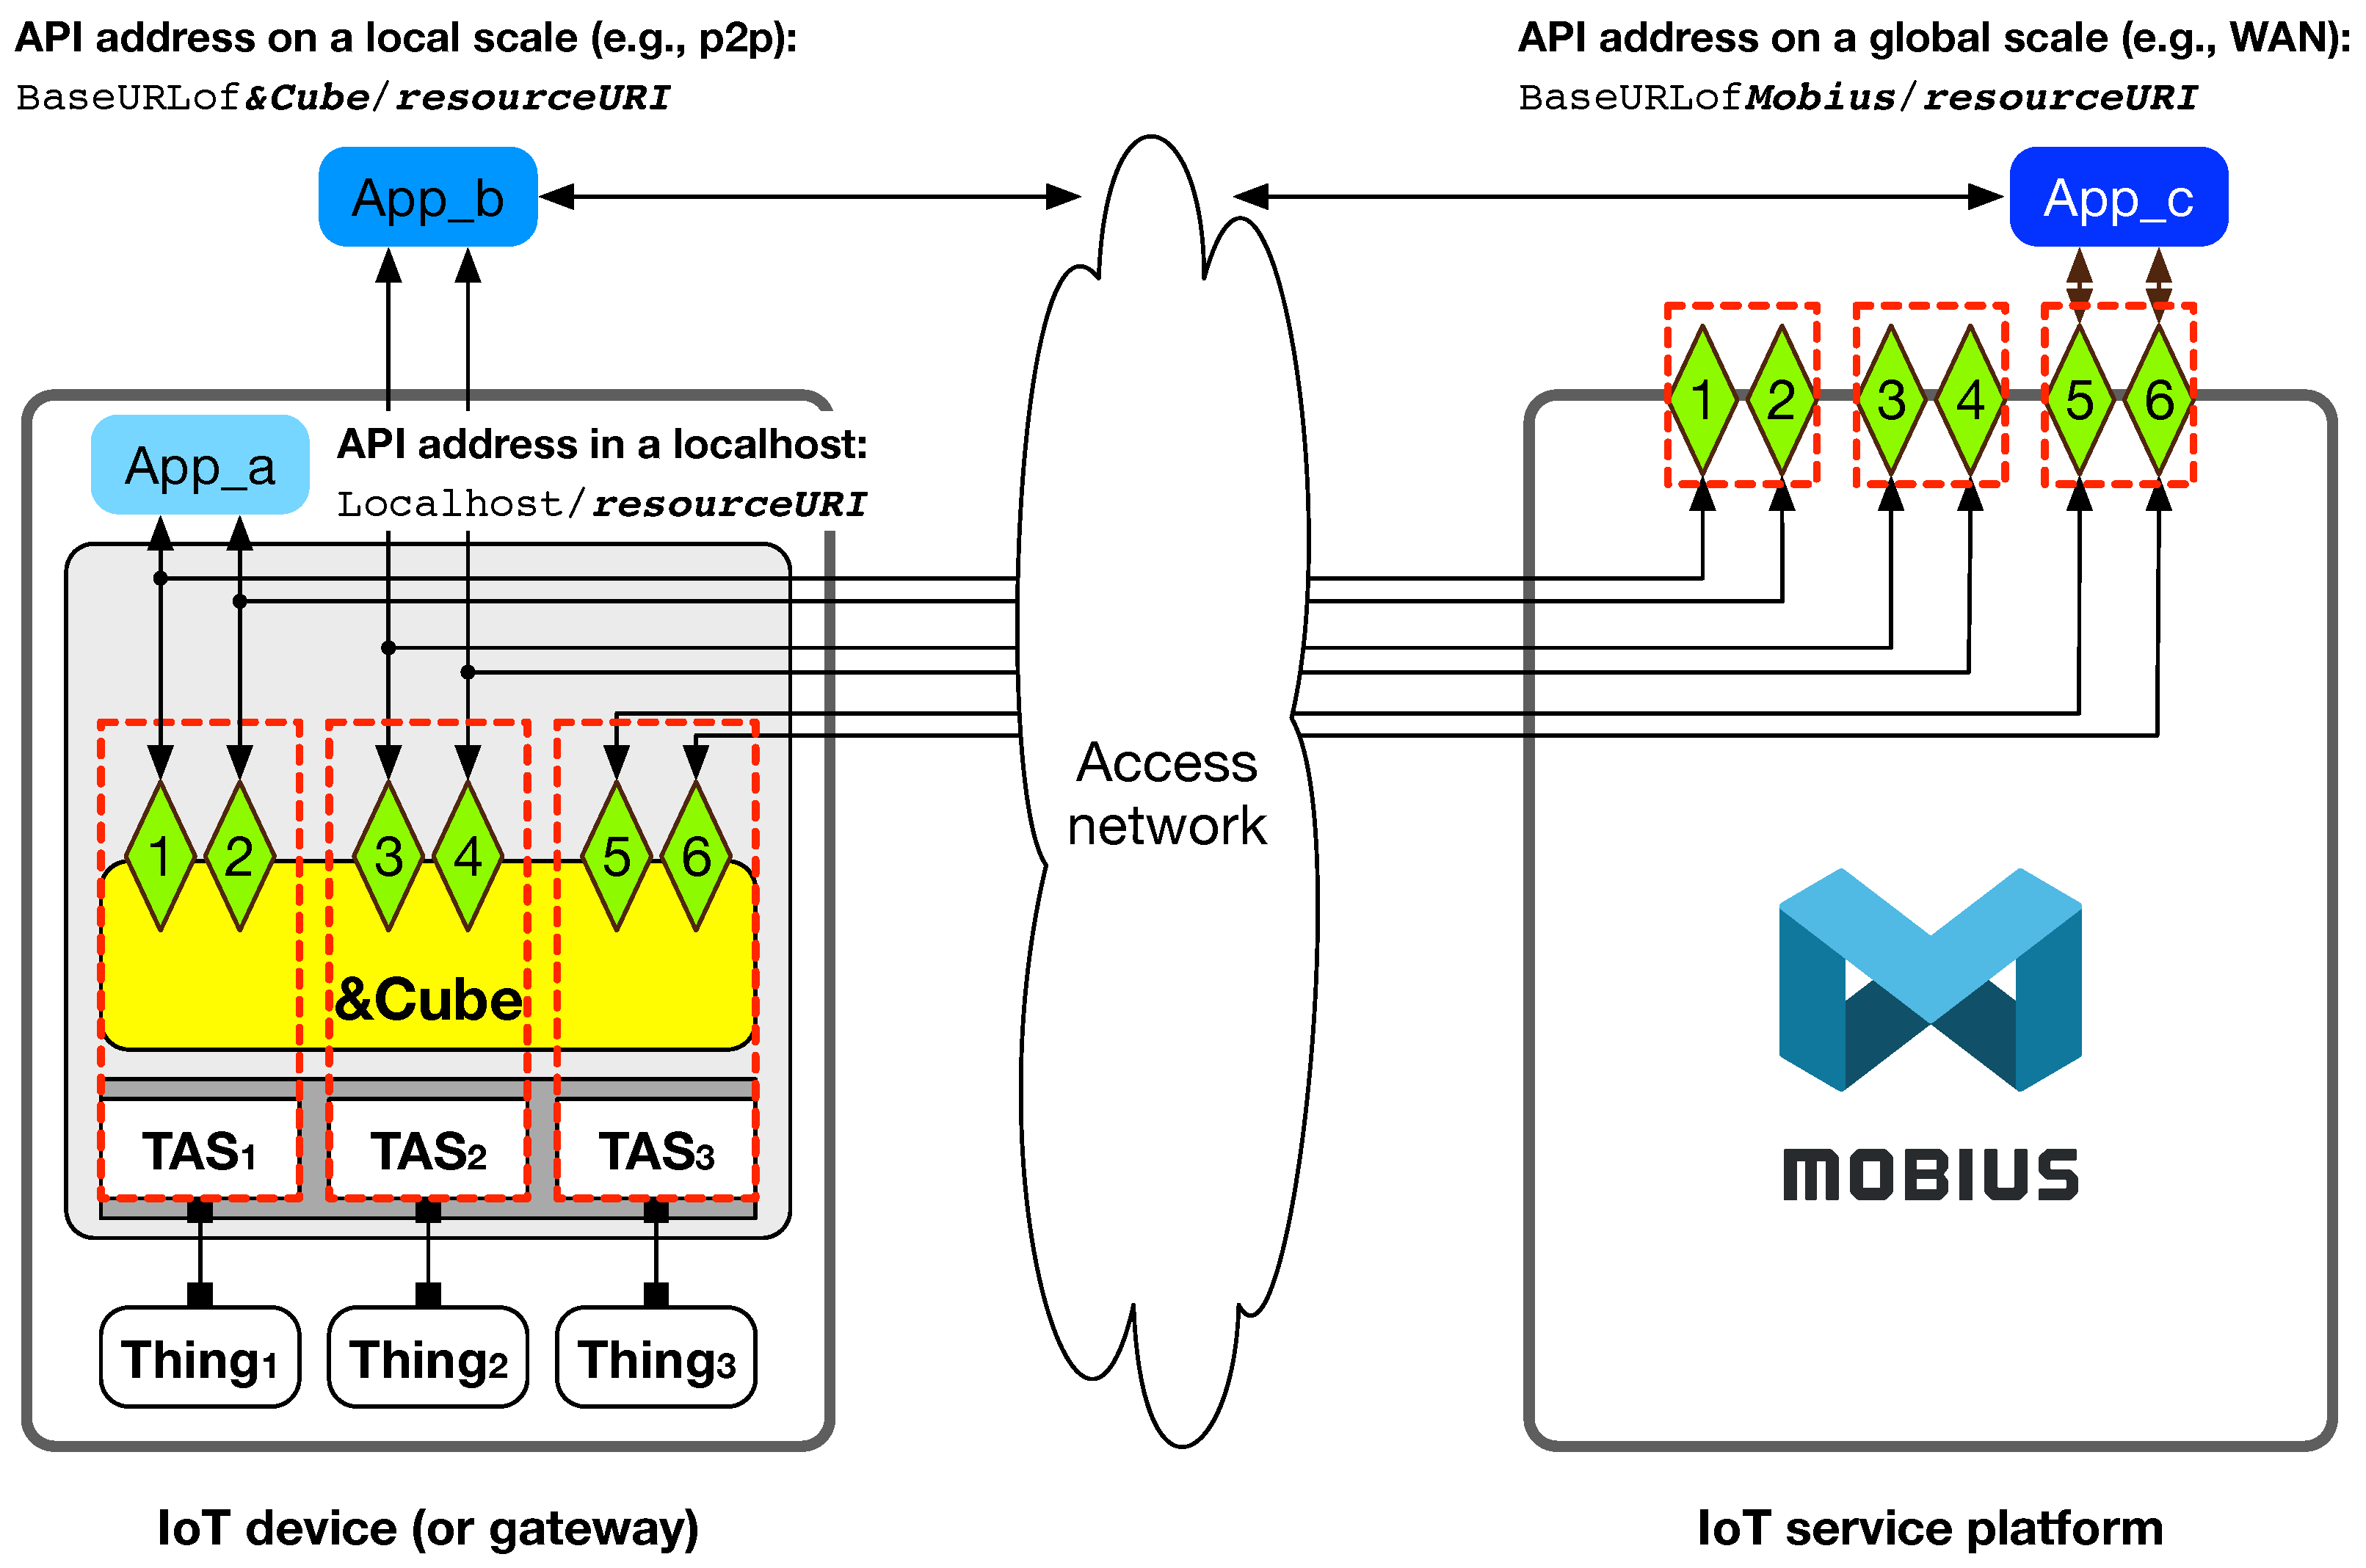 API address on a local scale (e.g., p2p):
BaseURLof&Cube/resourceURI
API address on a global scale (e.g., WAN):
BaseURLofMobius/resourceURI
App_b
App_c
App_a
API address in a localhost:
Localhost/resourceURI
1 2 3 4 5 6
Access
network
1 2 3 4 5 6
&Cube
TAS1 TAS2 TAS3
MOBIUS
Thing1 Thing2 Thing3
IoT device (or gateway)
IoT service platform